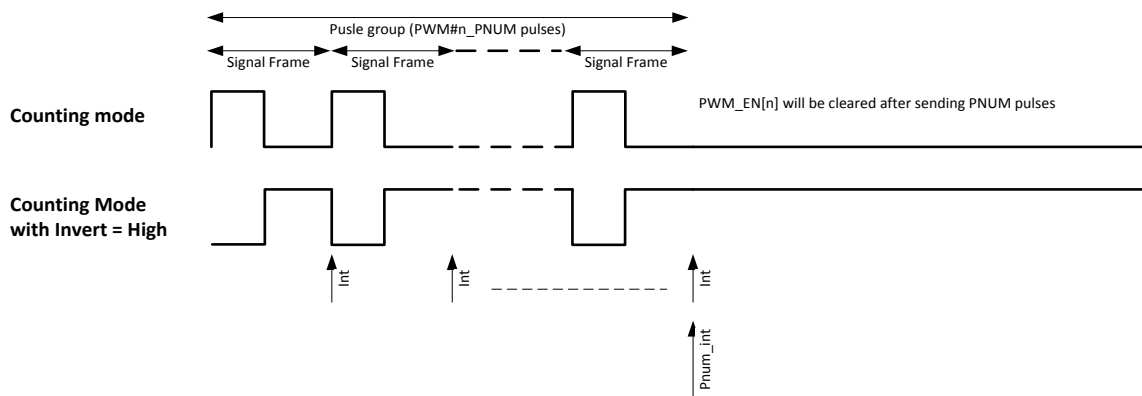 Pusle group (PWM#n_PNUM pulses)
Signal Frame
Signal Frame
Signal Frame
Counting mode
PWM_EN[n] will be cleared after sending PNUM pulses
Counting Mode
with Invert = High
Int
Int
Int
Pnum_int